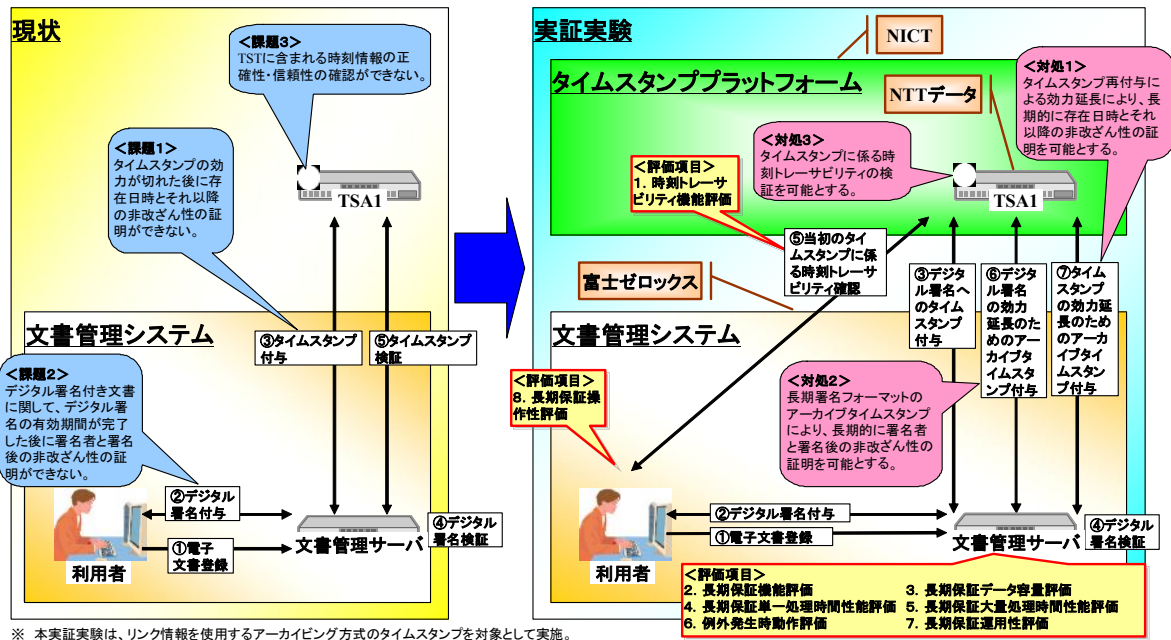 現状
＜課題3＞
TSTに含まれる時刻情報の正
確性・信頼性の確認ができない。
＜課題1＞
タイムスタンプの効
力が切れた後に存
在日時とそれ以降
の非改ざん性の証
明ができない。
TSA1
文書管理システム
③タイムスタンプ
付与
⑤タイムスタンプ
検証
＜課題2＞
デジタル署名付き文書
に関して、デジタル署
名の有効期間が完了
した後に署名者と署名
後の非改ざん性の証
明ができない。
②デジタル
署名付与
①電子
文書登録
④デジタル
署名検証
利用者
文書管理サーバ
実証実験
NICT
タイムスタンププラットフォーム
NTTデータ
＜対処1＞
タイムスタンプ再付与に
よる効力延長により、長
期的に存在日時とそれ
以降の非改ざん性の証
明を可能とする。
＜対処3＞
タイムスタンプに係る時
刻トレーサビリティの検
証を可能とする。
＜評価項目＞
1. 時刻トレーサ
ビリティ機能評価
TSA1
⑤当初のタイ
ムスタンプに係
る時刻トレーサ
ビリティ確認
③デジタ
ル署名へ
のタイム
スタンプ
付与
⑥デジタ
ル署名
の効力
延長のた
めのアー
カイブタ
イムスタ
ンプ付与
⑦タイム
スタンプ
の効力延
長のため
のアーカ
イブタイ
ムスタン
プ付与
富士ゼロックス
文書管理システム
＜評価項目＞
8. 長期保証操
作性評価
＜対処2＞
長期署名フォーマットの
アーカイブタイムスタンプ
により、長期的に署名者
と署名後の非改ざん性の
証明を可能とする。
②デジタル署名付与
①電子文書登録
④デジタル
署名検証
利用者
文書管理サーバ
＜評価項目＞
2. 長期保証機能評価 3. 長期保証データ容量評価
4. 長期保証単一処理時間性能評価 5. 長期保証大量処理時間性能評価
6. 例外発生時動作評価 7. 長期保証運用性評価
※ 本実証実験は、リンク情報を使用するアーカイビング方式のタイムスタンプを対象として実施。